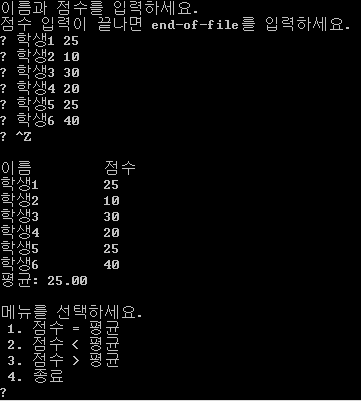 이름과 점수를 입력하세요.
점수 입력이 끝나면 end-of-file를 입력하세요.
? 학생1 25
? 학생2 10
? 학생3 30
? 학생4 20
? 학생5 25
? 학생6 40
? ^Z
이름 점수
학생1 25
학생2 10
학생3 30
학생4 20
학생5 25
학생6 40
평균: 25.00
메뉴를 선택하세요.
1. 점수 = 평균
2. 점수 < 평균
3. 점수 > 평균
4. 종료
?